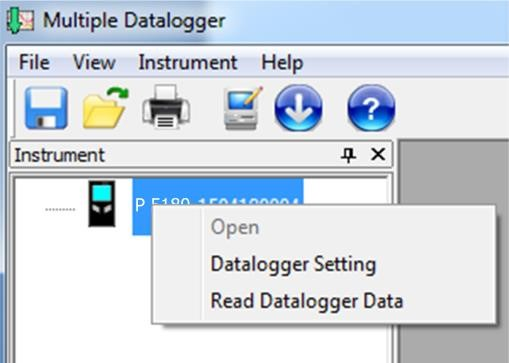 Multiple Datalogger
File View Instrument Help
Instrument
Open
Datalogger Setting
Read Datalogger Data